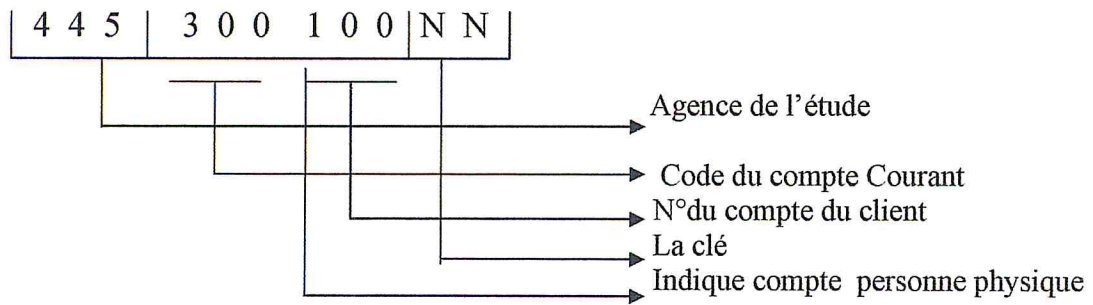 4 4 5 3 0 0 1 0 0 N N
Agence de l'étude
Code du compte Courant
N°du compte du client
La clé
Indique compte personne physique